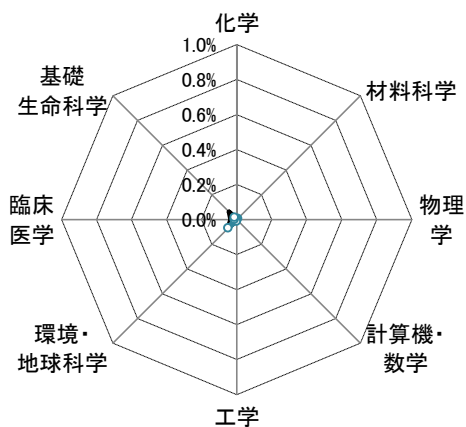 化学
1.0%
0.8%
0.6%
0.4%
0.2%
0.0%
材料科学
物理
学
計算機・
数学
工学
環境・
地球科学
臨床
医学
基礎
生命科学